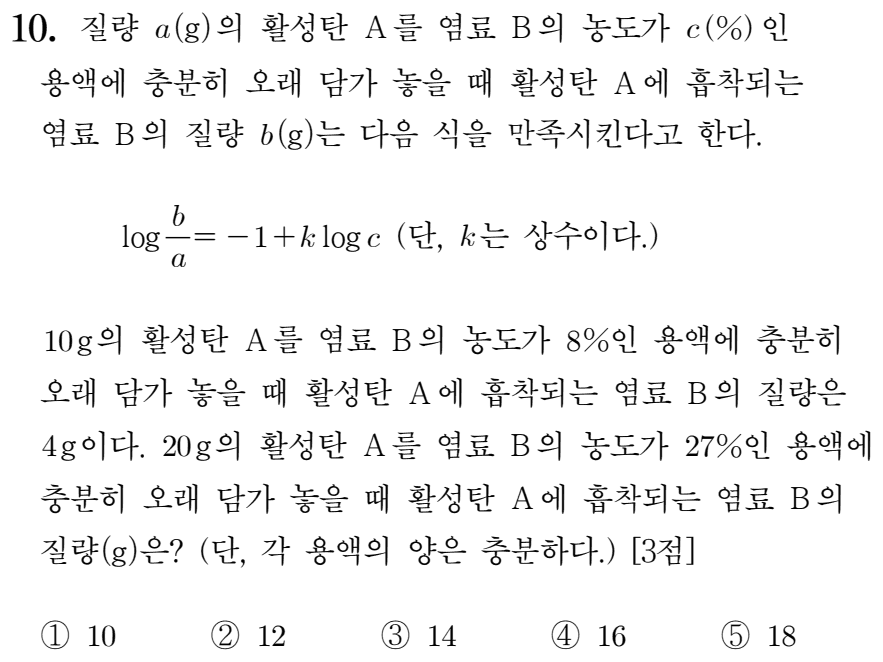 10. 질량 a(g)의 활성탄 A를 염료 B의 농도가 c(%)인
용액에 충분히 오래 담가 놓을 때 활성탄 A에 흡착되는
염료 B의 질량 b(g)는 다음 식을 만족시킨다고 한다.
log b/a = −1 + k log c (단, k는 상수이다.)
10g의 활성탄 A를 염료 B의 농도가 8%인 용액에 충분히
오래 담가 놓을 때 활성탄 A에 흡착되는 염료 B의 질량은
4g이다. 20g의 활성탄 A를 염료 B의 농도가 27%인 용액에
충분히 오래 담가 놓을 때 활성탄 A에 흡착되는 염료 B의
질량(g)은? (단, 각 용액의 양은 충분하다.) [3점]
① 10 ② 12 ③ 14 ④ 16 ⑤ 18